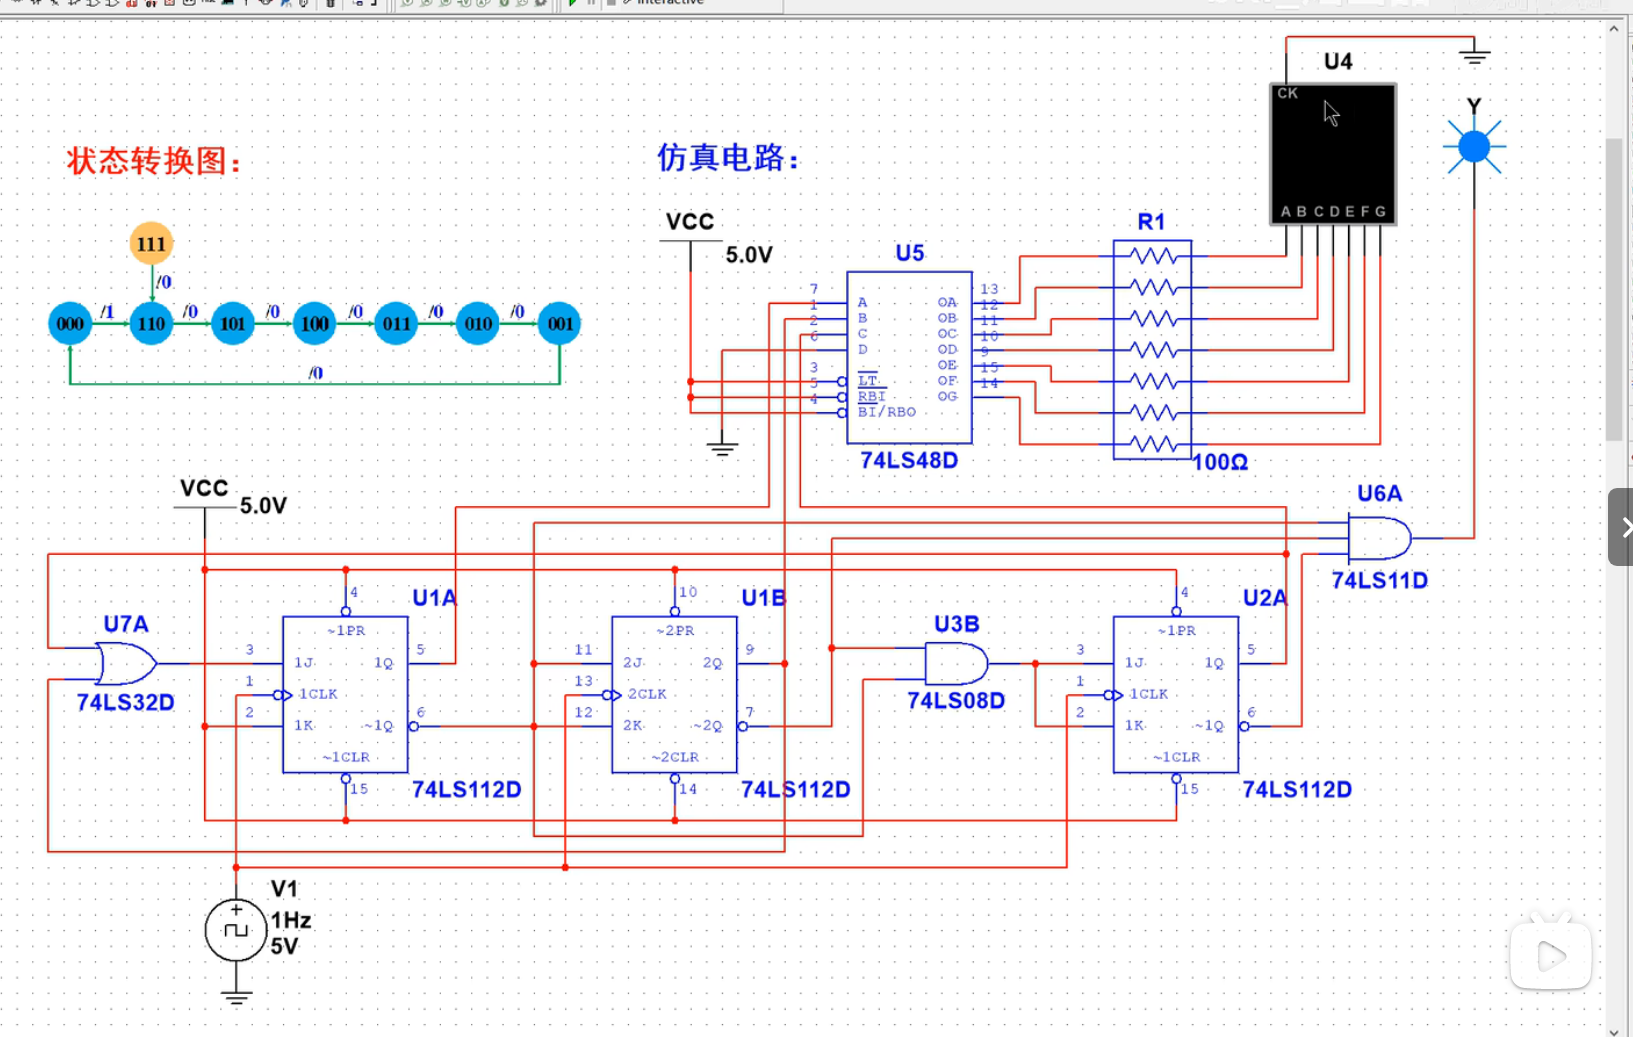 Interactive
U4
CK
Y
A B C D E F G
状态转换图：
仿真电路：
111
/0
000
/1
110
/0
101
/0
100
/0
011
/0
010
/0
001
/0
VCC
5.0V
U5
R1
7
1
2
6
3
5
4
A
B
C
D
LT
RBI
BI/RBO
OA
OB
OC
OD
OE
OF
OG
13
12
11
10
9
15
14
74LS48D
100Ω
VCC
5.0V
U6A
74LS11D
U7A
74LS32D
U1A
4
~1PR
3
1J
1Q
5
1
1CLK
2
1K
~1Q
6
~1CLR
15
74LS112D
U1B
10
~2PR
11
2J
2Q
9
13
2CLK
12
2K
~2Q
7
~2CLR
14
74LS112D
U3B
74LS08D
U2A
4
~1PR
3
1J
1Q
5
1
1CLK
2
1K
~1Q
6
~1CLR
15
74LS112D
V1
1Hz
5V